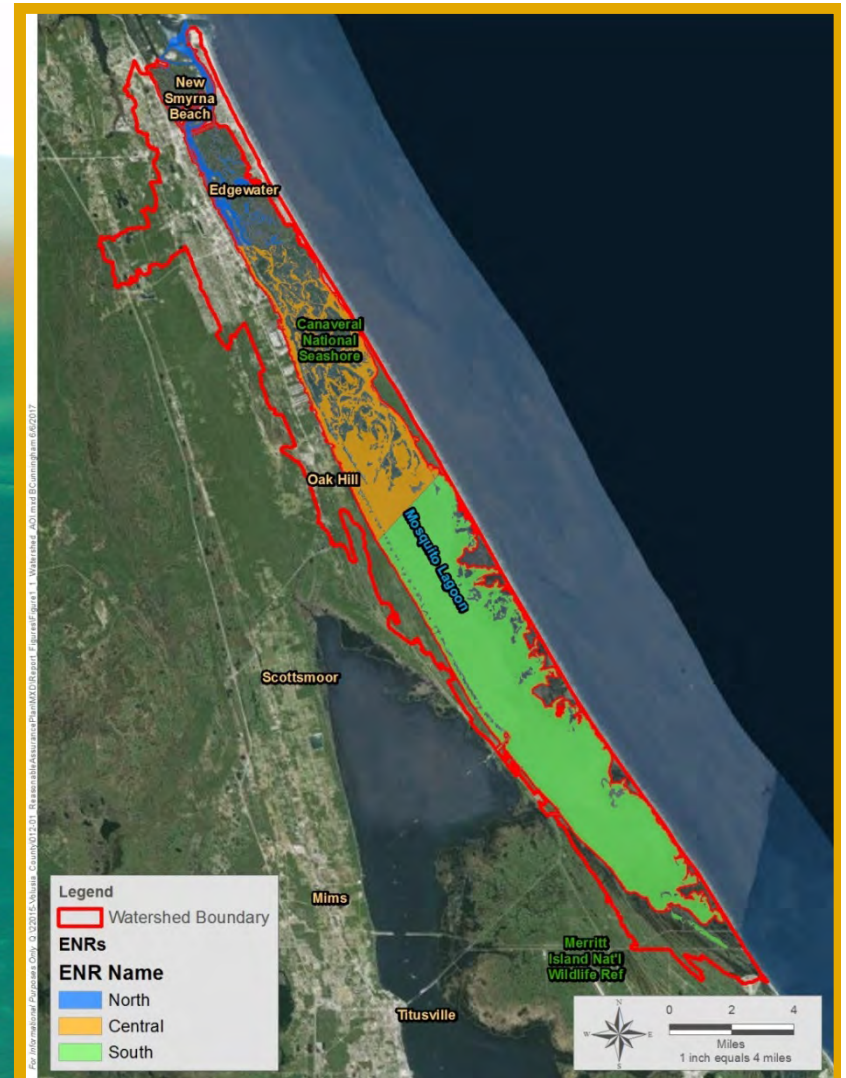 New
Smyrna
Beach
Edgewater
Canaveral
National
Seashore
Oak Hill
Mosquito Lagoon
Scottsmoor
Mims
Merritt
Island Nat'l
Wildlife Ref
Titusville
Legend
Watershed Boundary
ENRs
ENR Name
North
Central
South
N
W
E
S
0 2 4
Miles
1 inch equals 4 miles
For Informational Purposes Only